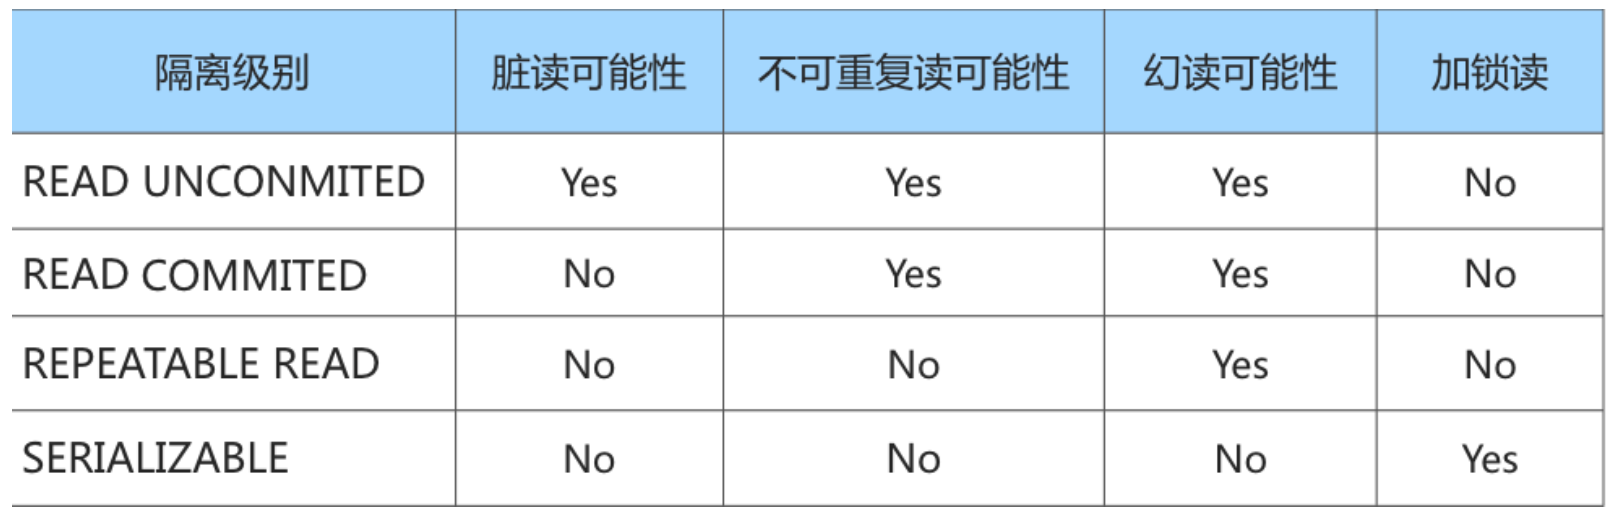 隔离级别 脏读可能性 不可重复读可能性 幻读可能性 加锁读
READ UNCONMITED Yes Yes Yes No
READ COMMITED No Yes Yes No
REPEATABLE READ No No Yes No
SERIALIZABLE No No No Yes